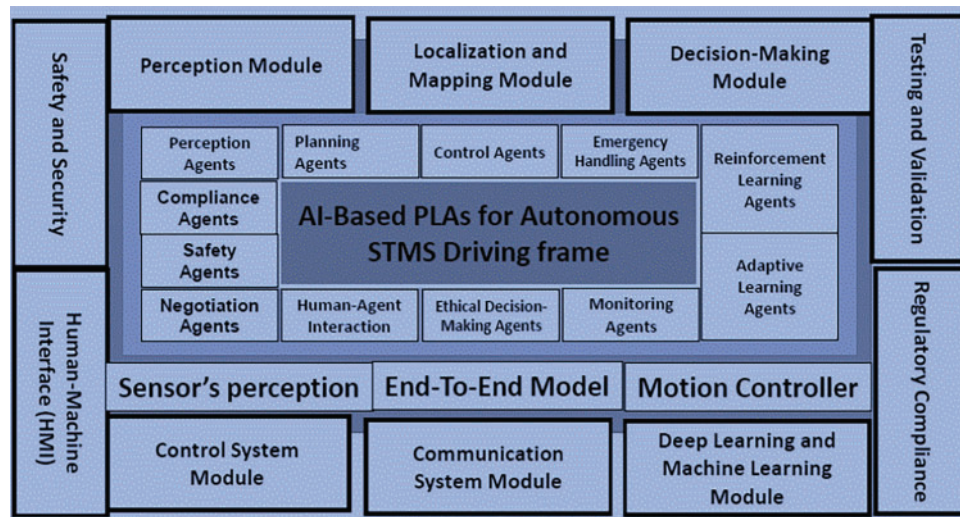 Safety and Security
Perception Module
Localization and
Mapping Module
Decision-Making
Module
Testing and Validation
Perception
Agents
Planning
Agents
Control Agents
Emergency
Handling Agents
Reinforcement
Learning
Agents
Compliance
Agents
AI-Based PLAs for Autonomous
STMS Driving frame
Safety
Agents
Adaptive
Learning
Agents
Negotiation
Agents
Human-Agent
Interaction
Ethical Decision-
Making Agents
Monitoring
Agents
Human-Machine
Interface (HMI)
Regulatory Compliance
Sensor's perception
End-To-End Model
Motion Controller
Control System
Module
Communication
System Module
Deep Learning and
Machine Learning
Module